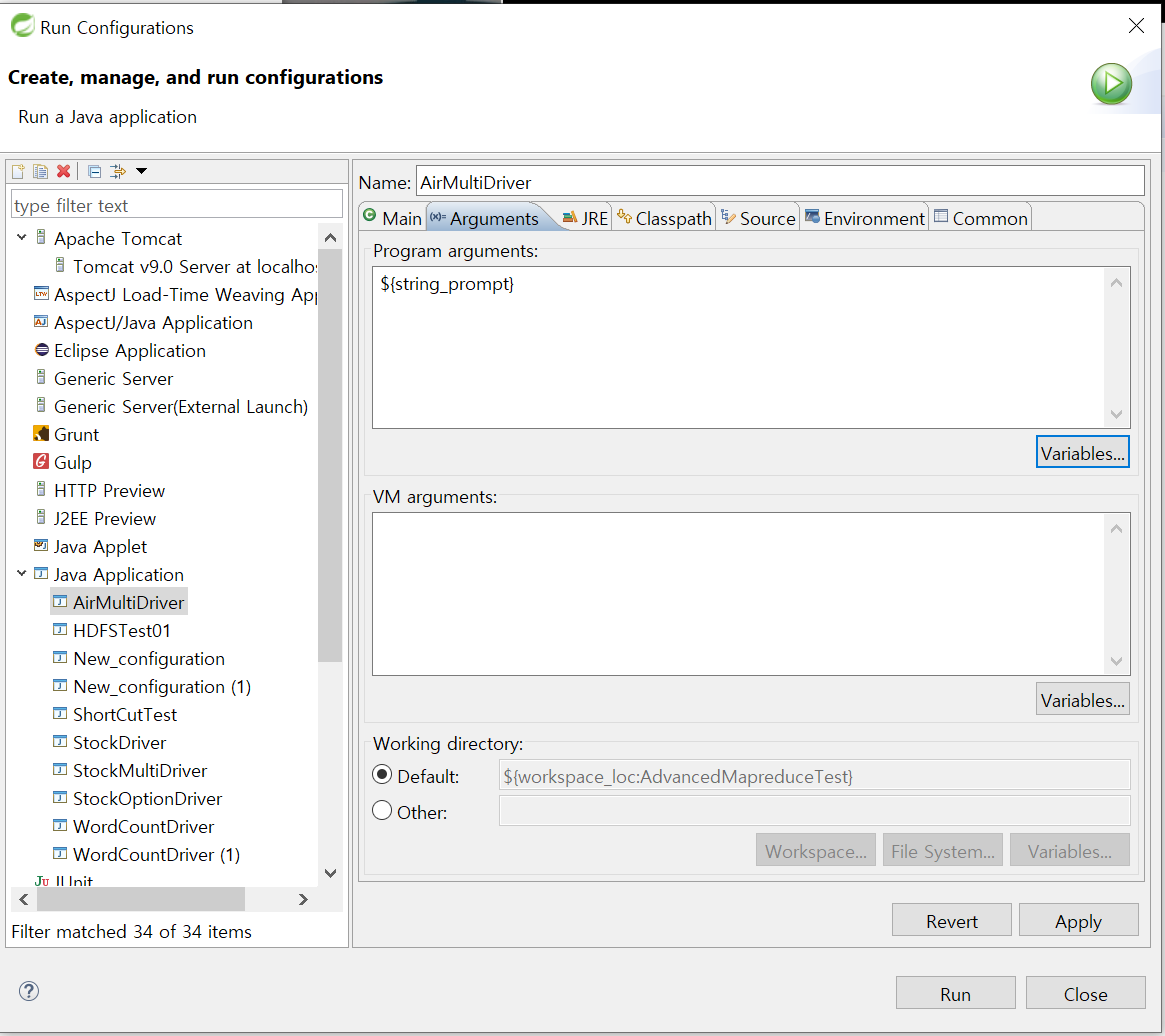 Run Configurations
Create, manage, and run configurations
Run a Java application
type filter text
Apache Tomcat
Tomcat v9.0 Server at localho
AspectJ Load-Time Weaving App
AspectJ/Java Application
Eclipse Application
Generic Server
Generic Server(External Launch)
Grunt
Gulp
HTTP Preview
J2EE Preview
Java Applet
Java Application
AirMultiDriver
HDFSTest01
New_configuration
New_configuration (1)
ShortCutTest
StockDriver
StockMultiDriver
StockOptionDriver
WordCountDriver
WordCountDriver (1)
JUnit
Filter matched 34 of 34 items
Name: AirMultiDriver
Main (x)= Arguments JRE Classpath Source Environment Common
Program arguments:
${string_prompt}
Variables...
VM arguments:
Variables...
Working directory:
Default: ${workspace_loc:AdvancedMapreduceTest}
Other:
Workspace... File System... Variables...
Revert Apply
Run Close